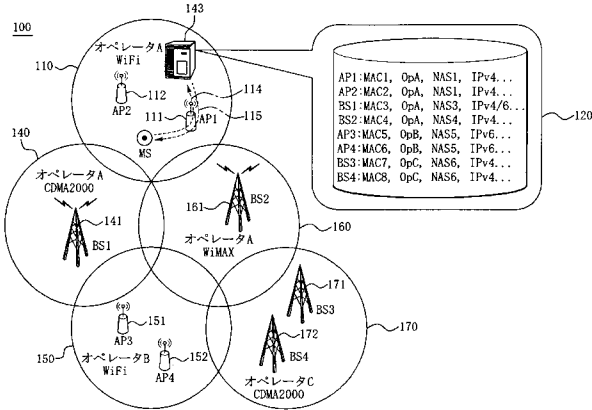 100
143
オペレータA
WiFi
110
112
AP2
114
111
AP1
115
MS
AP1:MAC1, OpA, NAS1, IPv4...
AP2:MAC2, OpA, NAS1, IPv4...
BS1:MAC3, OpA, NAS3, IPv4/6...
BS2:MAC4, OpA, NAS4, IPv4...
AP3:MAC5, OpB, NAS5, IPv6...
AP4:MAC6, OpB, NAS5, IPv6...
BS3:MAC7, OpC, NAS6, IPv4...
BS4:MAC8, OpC, NAS6, IPv4...
120
140
オペレータA
CDMA2000
141
BS1
BS2
161
オペレータA
WiMAX
160
151
AP3
152
AP4
150
オペレータB
WiFi
171
BS3
172
BS4
170
オペレータC
CDMA2000